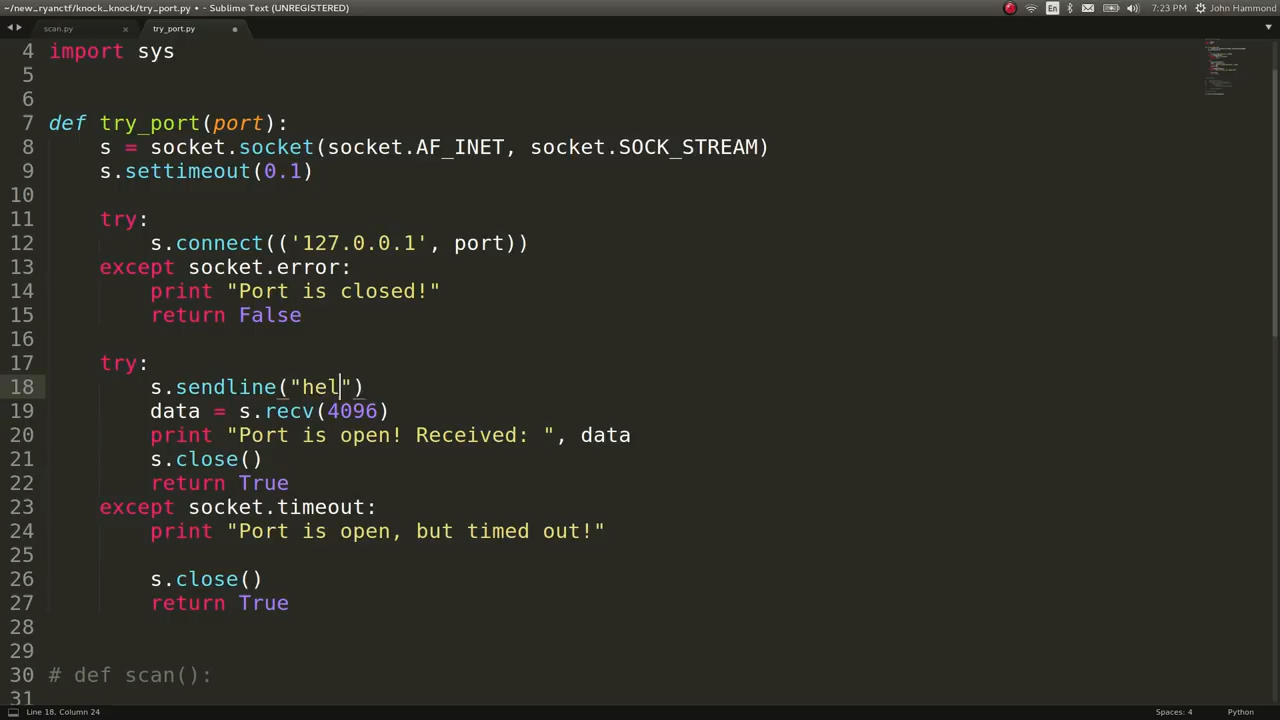 ~/new_ryanctf/knock_knock/try_port.py • - Sublime Text (UNREGISTERED)
En
7:23 PM
John Hammond
scan.py
try_port.py
4 import sys
5
6
7 def try_port(port):
8 s = socket.socket(socket.AF_INET, socket.SOCK_STREAM)
9 s.settimeout(0.1)
10
11 try:
12 s.connect(('127.0.0.1', port))
13 except socket.error:
14 print "Port is closed!"
15 return False
16
17 try:
18 s.sendline("hel")
19 data = s.recv(4096)
20 print "Port is open! Received: ", data
21 s.close()
22 return True
23 except socket.timeout:
24 print "Port is open, but timed out!"
25
26 s.close()
27 return True
28
29
30 # def scan():
31
Line 18, Column 24
Spaces: 4
Python